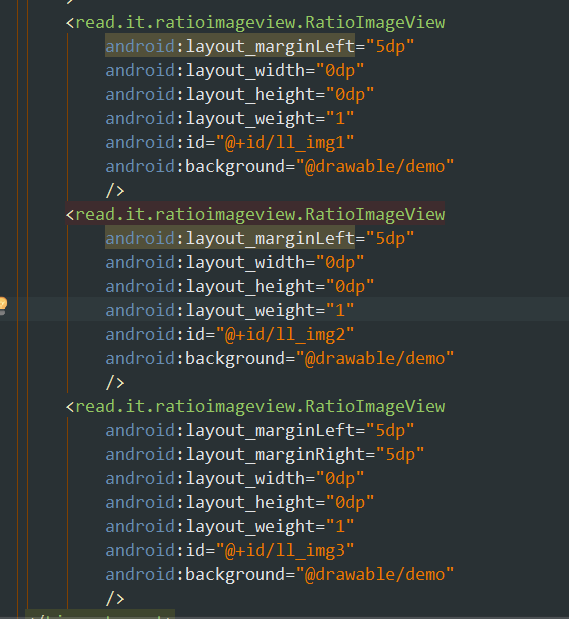 <read.it.ratioimageview.RatioImageView
android:layout_marginLeft="5dp"
android:layout_width="0dp"
android:layout_height="0dp"
android:layout_weight="1"
android:id="@+id/ll_img1"
android:background="@drawable/demo"
/>
<read.it.ratioimageview.RatioImageView
android:layout_marginLeft="5dp"
android:layout_width="0dp"
android:layout_height="0dp"
android:layout_weight="1"
android:id="@+id/ll_img2"
android:background="@drawable/demo"
/>
<read.it.ratioimageview.RatioImageView
android:layout_marginLeft="5dp"
android:layout_marginRight="5dp"
android:layout_width="0dp"
android:layout_height="0dp"
android:layout_weight="1"
android:id="@+id/ll_img3"
android:background="@drawable/demo"
/>